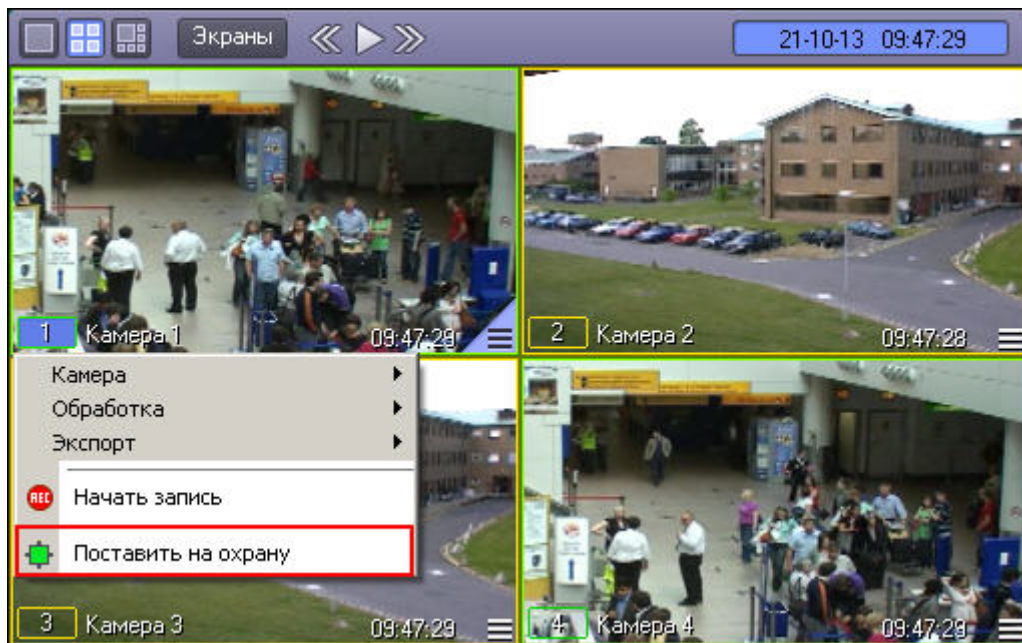 Экраны
21-10-13 09:47:29
1 Камера 1 09:47:29
2 Камера 2 09:47:28
Камера
Обработка
Экспорт
REC Начать запись
Поставить на охрану
3 Камера 3 09:47:29
4 Камера 4 09:47:29